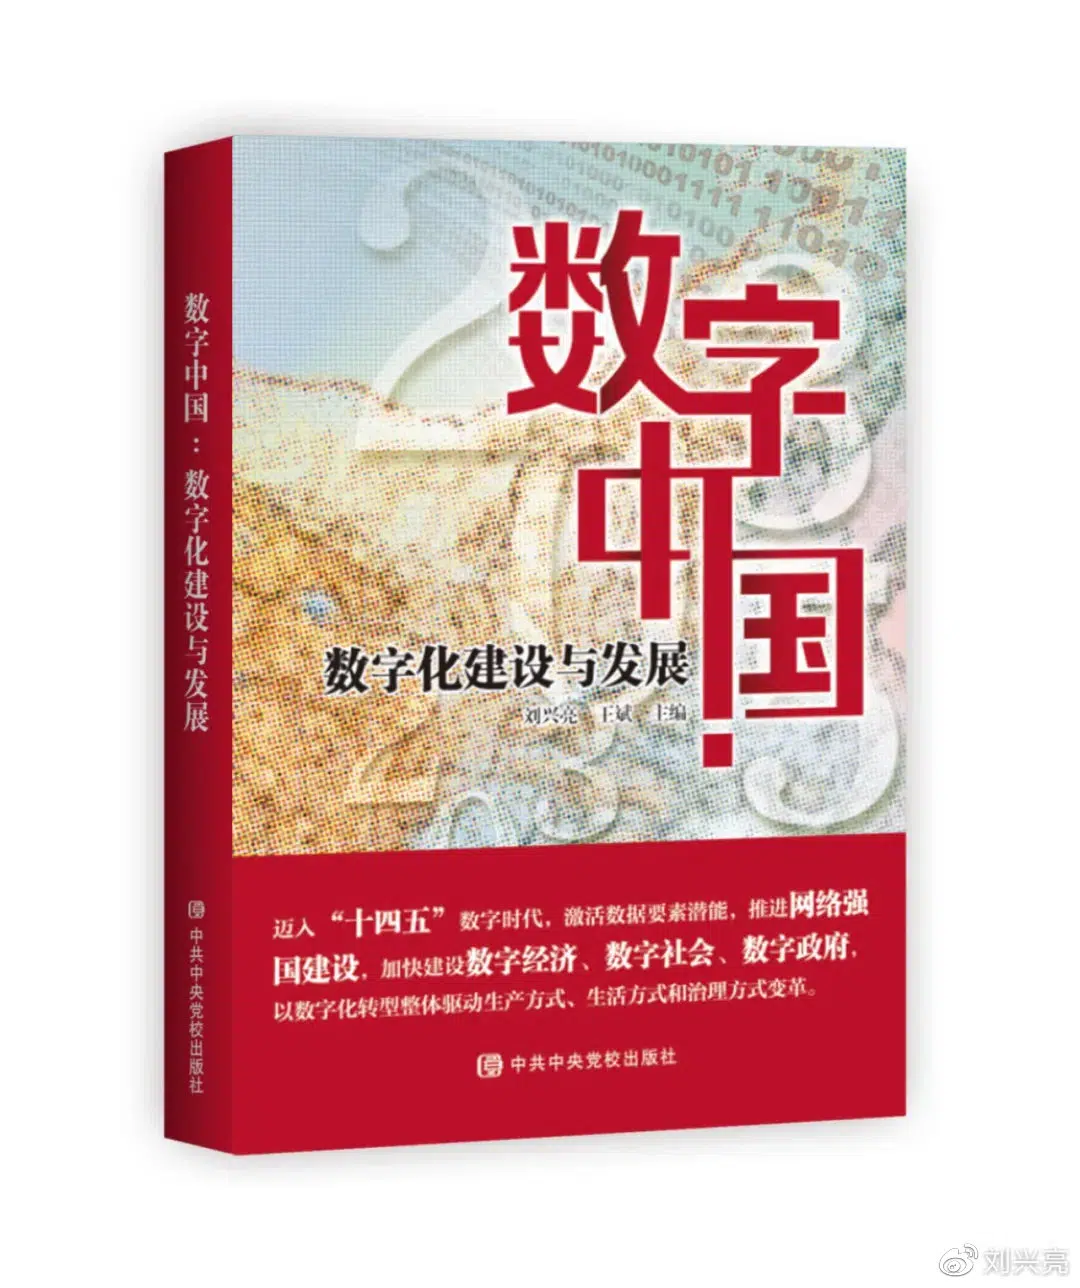 数字中国：数字化建设与发展
中共中央党校出版社
数字
中国
数字化建设与发展
刘兴亮 王斌 主编
迈入“十四五”数字时代，激活数据要素潜能，推进网络强
国建设，加快建设数字经济、数字社会、数字政府，
以数字化转型整体驱动生产方式、生活方式和治理方式变革。
中共中央党校出版社
刘兴亮